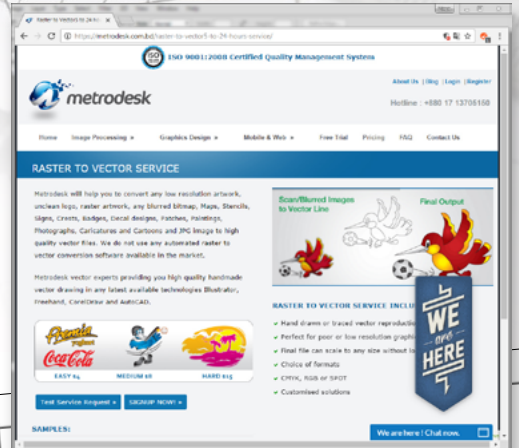 Raster to Vector5 to 24 h
https://metrodesk.com.bd/raster-to-vector5-to-24-hours-service/
ISO 9001:2008 Certified Quality Management System
About Us | Blog | Login | Register
metrodesk
Hotline : +880 17 13705150
Home Image Processing Graphics Design Mobile & Web Free Trial Pricing FAQ Contact Us
RASTER TO VECTOR SERVICE
Metrodesk will help you to convert any low resolution artwork,
unclean logo, raster artwork, any blurred bitmap, Maps, Stencils,
Signs, Crests, Badges, Decal designs, Patches, Paintings,
Photographs, Caricatures and Cartoons and JPG image to high
quality vector files. We do not use any automated raster to
vector conversion software available in the market.
Metrodesk vector experts providing you high quality handmade
vector drawing in any latest available technologies Illustrator,
Freehand, CorelDraw and AutoCAD.
Coca-Cola
EASY $4 MEDIUM $8 HARD $15
Test Service Request » SIGNUP NOW! »
SAMPLES:
Scan/Blurred Images
to Vector Line
Final Output
RASTER TO VECTOR SERVICE INCLU
Hand drawn or traced vector reproductio
Perfect for poor or low resolution graphi
Final file can scale to any size without lo
Choice of formats
CMYK, RGB or SPOT
Customised solutions
WE
are
HERE
We are here ! Chat now.